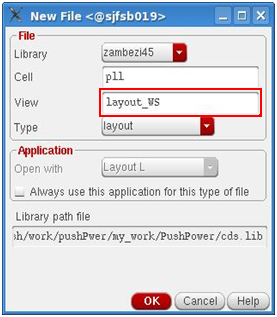 New File <@sjfsb019>
File
Library zambezi45
Cell pll
View layout_WS
Type layout
Application
Open with Layout L
Always use this application for this type of file
Library path file
sh/work/pushPwer/my_work/PushPower/cds.lib
OK Cancel Help